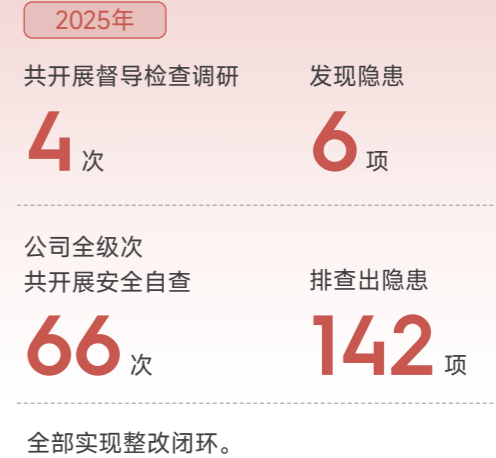 2025年
共开展督导检查调研
4次
发现隐患
6项
公司全级次
共开展安全自查
66次
排查出隐患
142项
全部实现整改闭环。